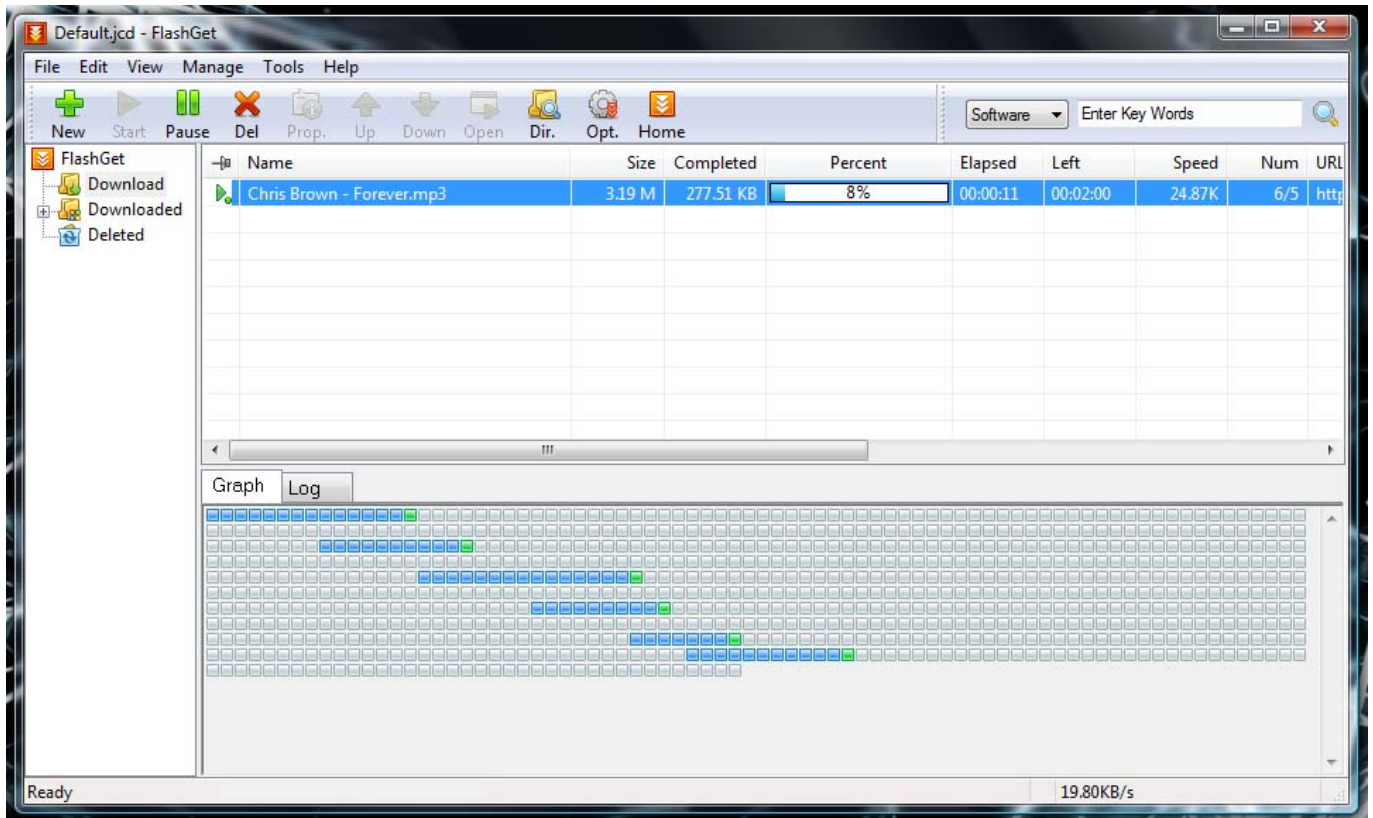 Default.jcd - FlashGet
File Edit View Manage Tools Help
New Start Pause Del Prop. Up Down Open Dir. Opt. Home Software Enter Key Words
FlashGet
Download
Downloaded
Deleted
Name Size Completed Percent Elapsed Left Speed Num URL
Chris Brown - Forever.mp3 3.19 M 277.51 KB 8% 00:00:11 00:02:00 24.87K 6/5 http
Graph Log
Ready 19.80KB/s